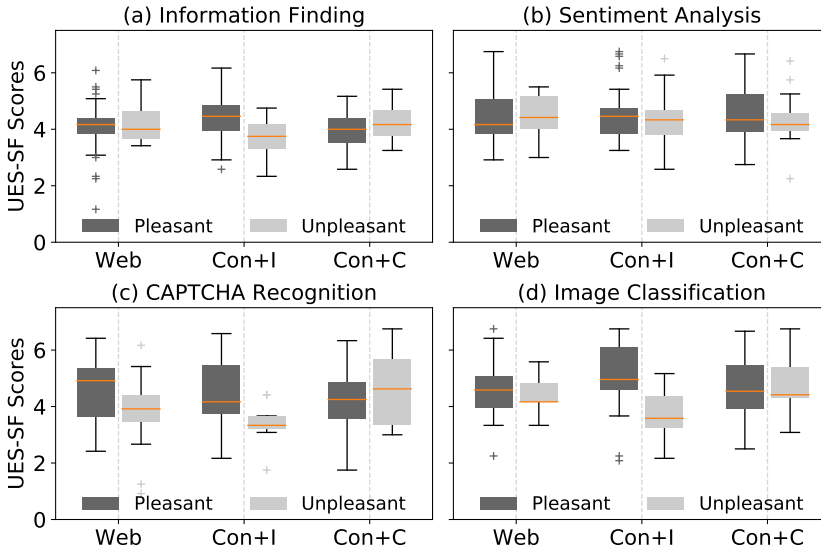 (a) Information Finding
(b) Sentiment Analysis
UES-SF Scores
6
4
2
0
Pleasant Unpleasant
Pleasant Unpleasant
Web Con+I Con+C
Web Con+I Con+C
(c) CAPTCHA Recognition
(d) Image Classification
UES-SF Scores
6
4
2
0
Pleasant Unpleasant
Pleasant Unpleasant
Web Con+I Con+C
Web Con+I Con+C